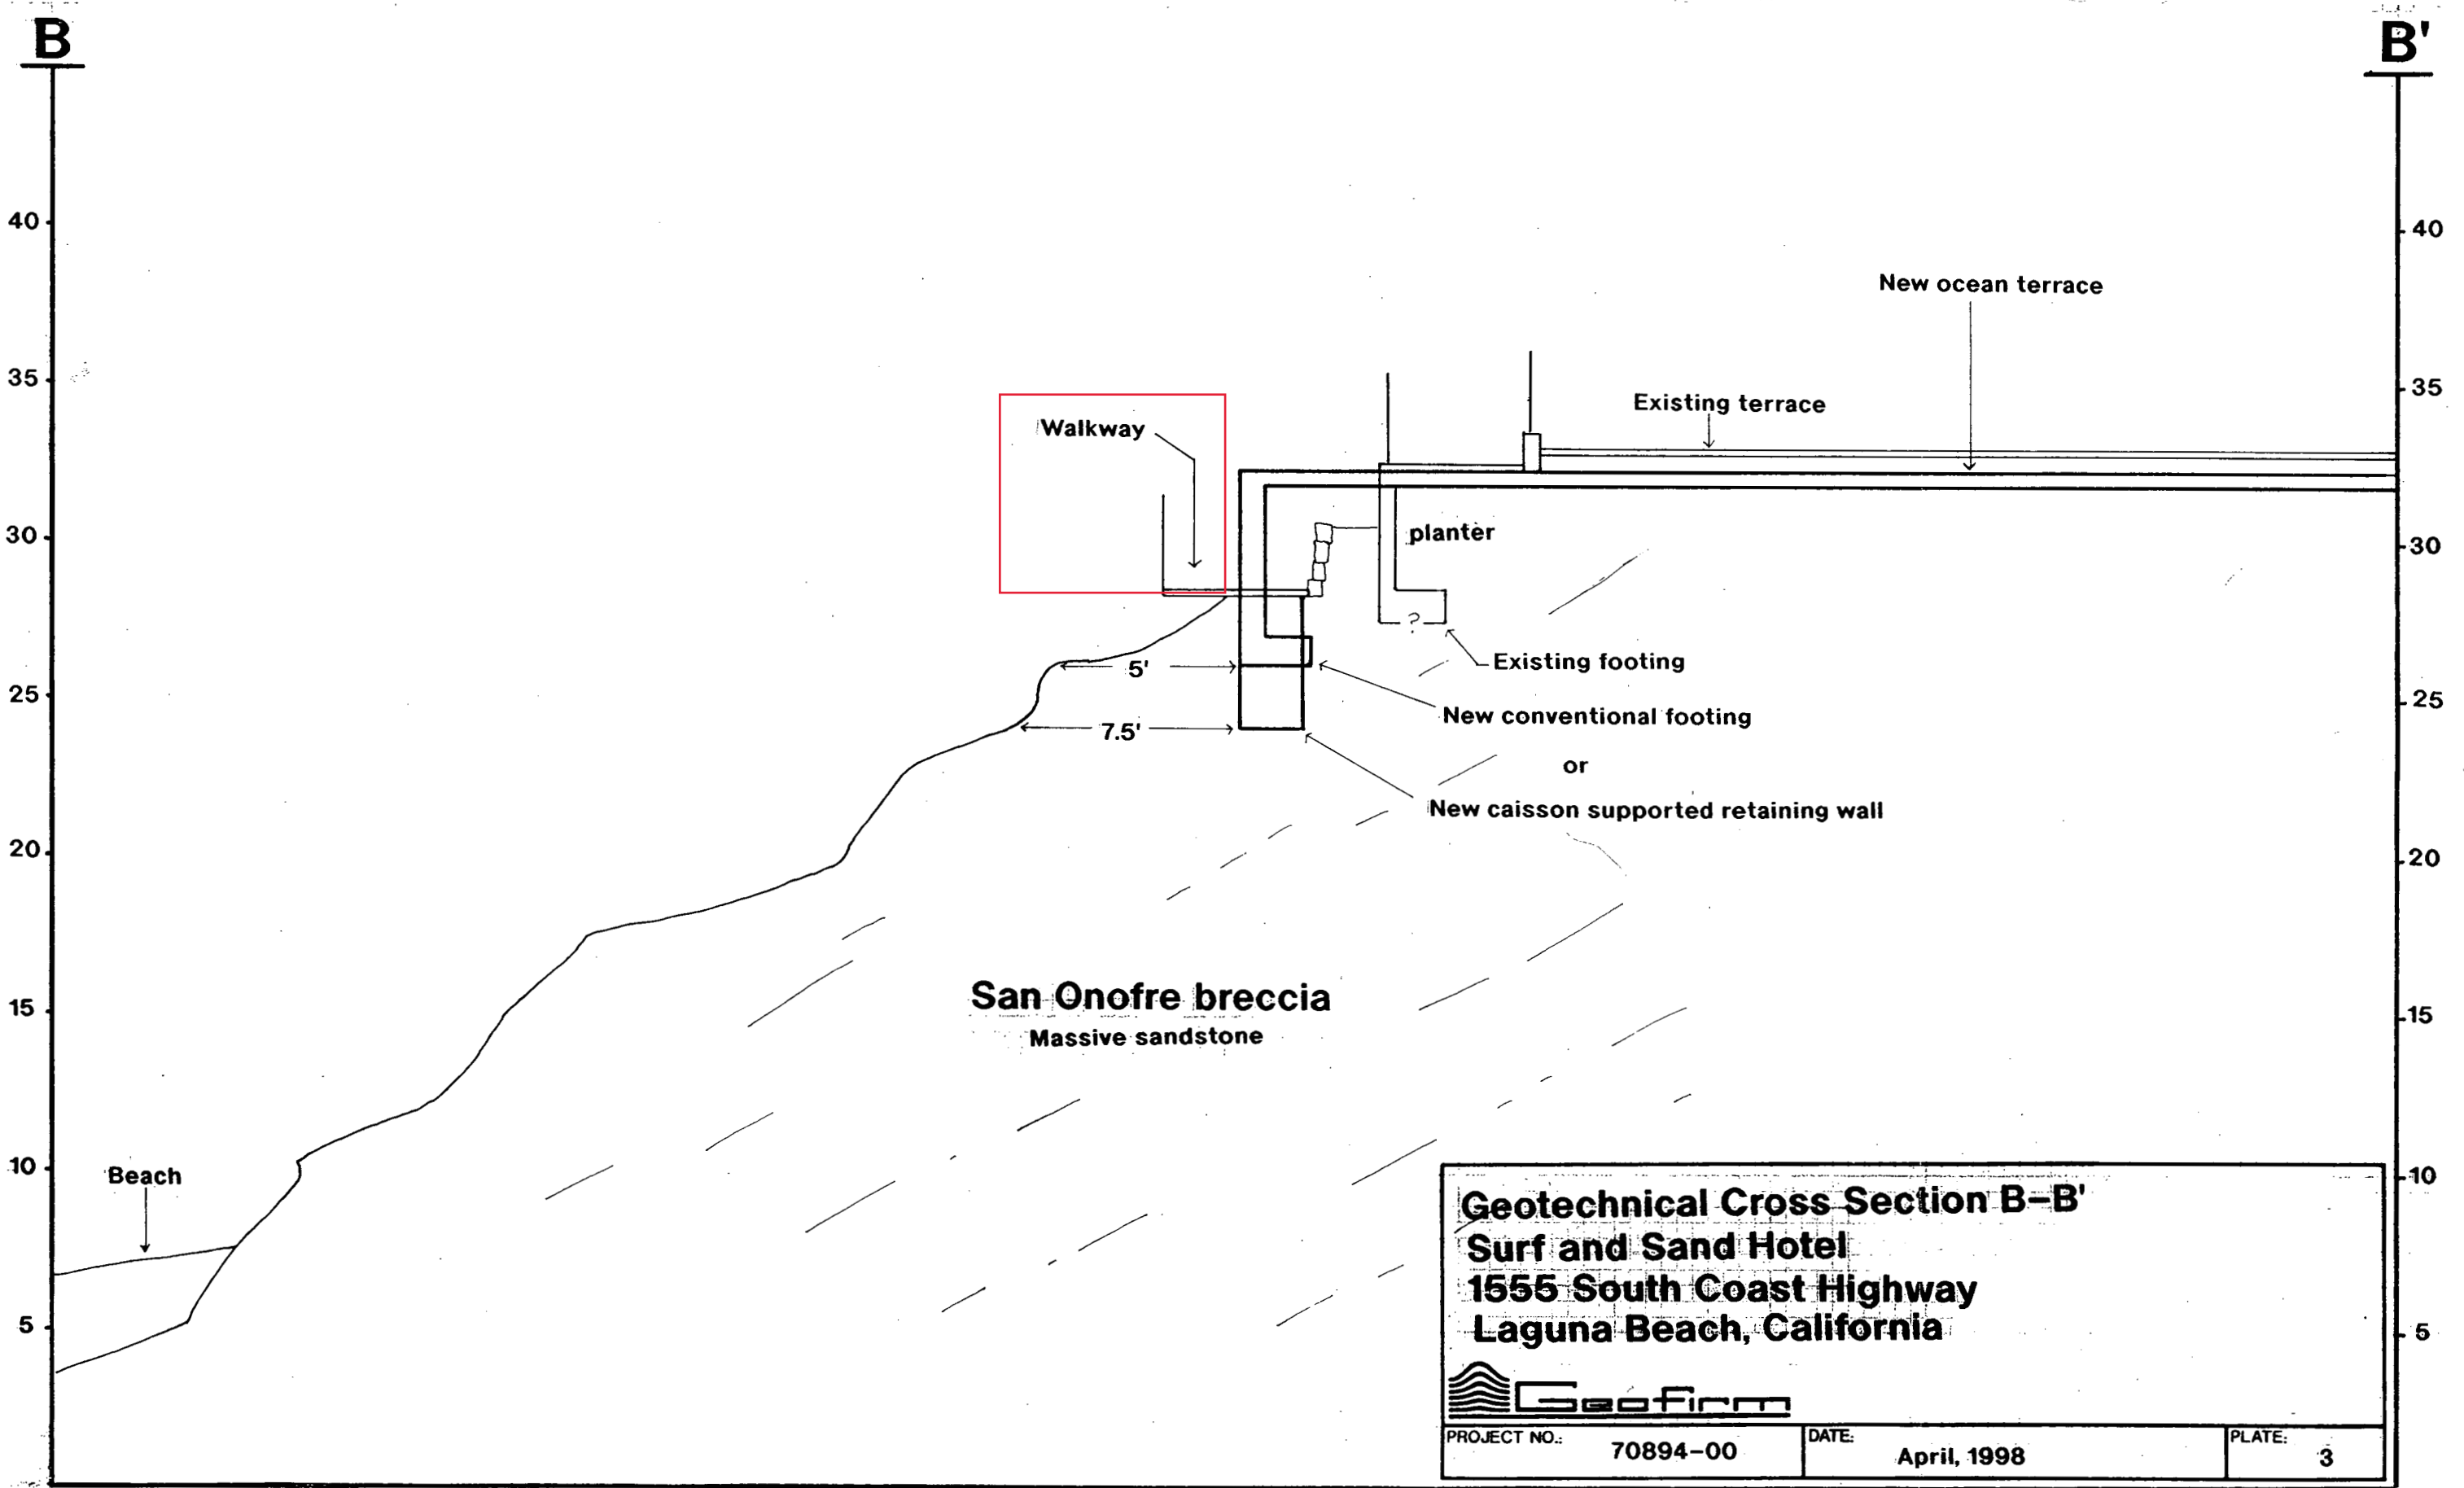 B
B'
40
40
New ocean terrace
35
35
Existing terrace
Walkway
30
30
planter
?
5'
Existing footing
25
25
New conventional footing
7.5'
or
New caisson supported retaining wall
20
20
San Onofre breccia
15
15
Massive sandstone
10
10
Beach
Geotechnical Cross Section B-B'
Surf and Sand Hotel
1555 South Coast Highway
5
5
Laguna Beach, California
Geofirm
PROJECT NO.: 70894-00 DATE: April, 1998 PLATE: 3